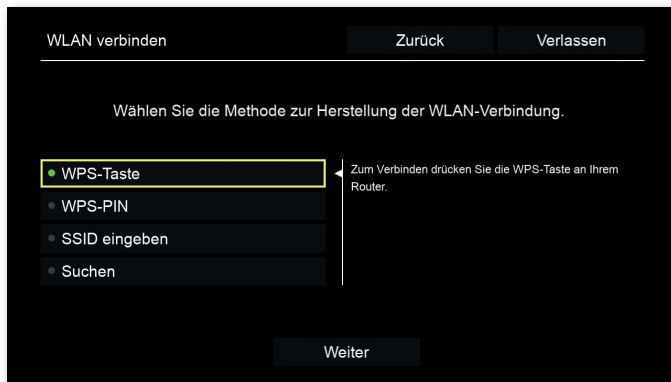 WLAN verbinden
Zurück
Verlassen
Wählen Sie die Methode zur Herstellung der WLAN-Verbindung.
WPS-Taste
WPS-PIN
SSID eingeben
Suchen
Zum Verbinden drücken Sie die WPS-Taste an Ihrem
Router.
Weiter